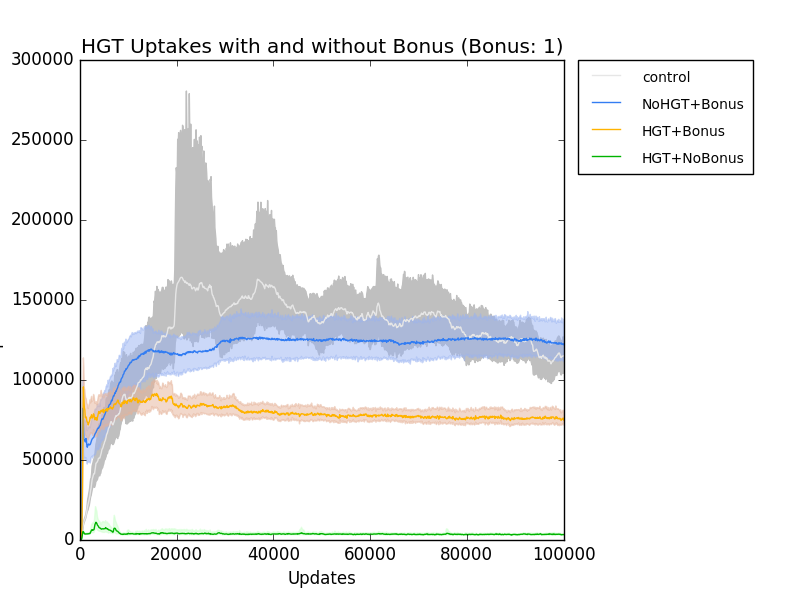 HGT Uptakes with and without Bonus (Bonus: 1)
300000
250000
200000
150000
100000
50000
0
0 20000 40000 60000 80000 100000
Updates
control
NoHGT+Bonus
HGT+Bonus
HGT+NoBonus